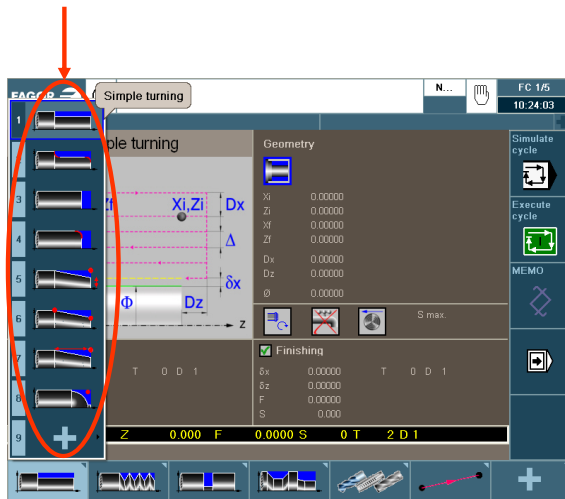 FAGOR
Simple turning
N...
FC 1/5
10:24:03
1
ple turning
Geometry
Simulate
cycle
3
Zf
Xi,Zi
Dx
Xi 0.00000
Zi 0.00000
Xf 0.00000
Zf 0.00000
Execute
cycle
4
Δ
Dx 0.00000
Dz 0.00000
5
δx
Ø 0.00000
MEMO
6
Φ
Dz
Z
S max.
7
Finishing
T 0 D 1
δx 0.00000 T 0 D 1
δz 0.00000
8
F 0.00000
S 0.000
9
Z 0.000 F 0.0000 S 0 T 2 D 1